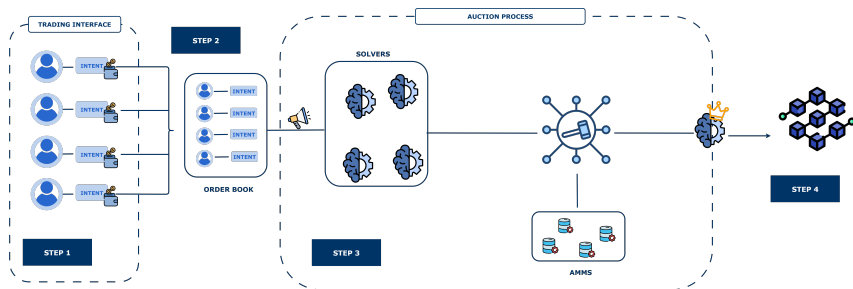 TRADING INTERFACE
INTENT
INTENT
INTENT
INTENT
STEP 1
STEP 2
INTENT
INTENT
INTENT
INTENT
ORDER BOOK
AUCTION PROCESS
SOLVERS
STEP 3
AMMS
STEP 4